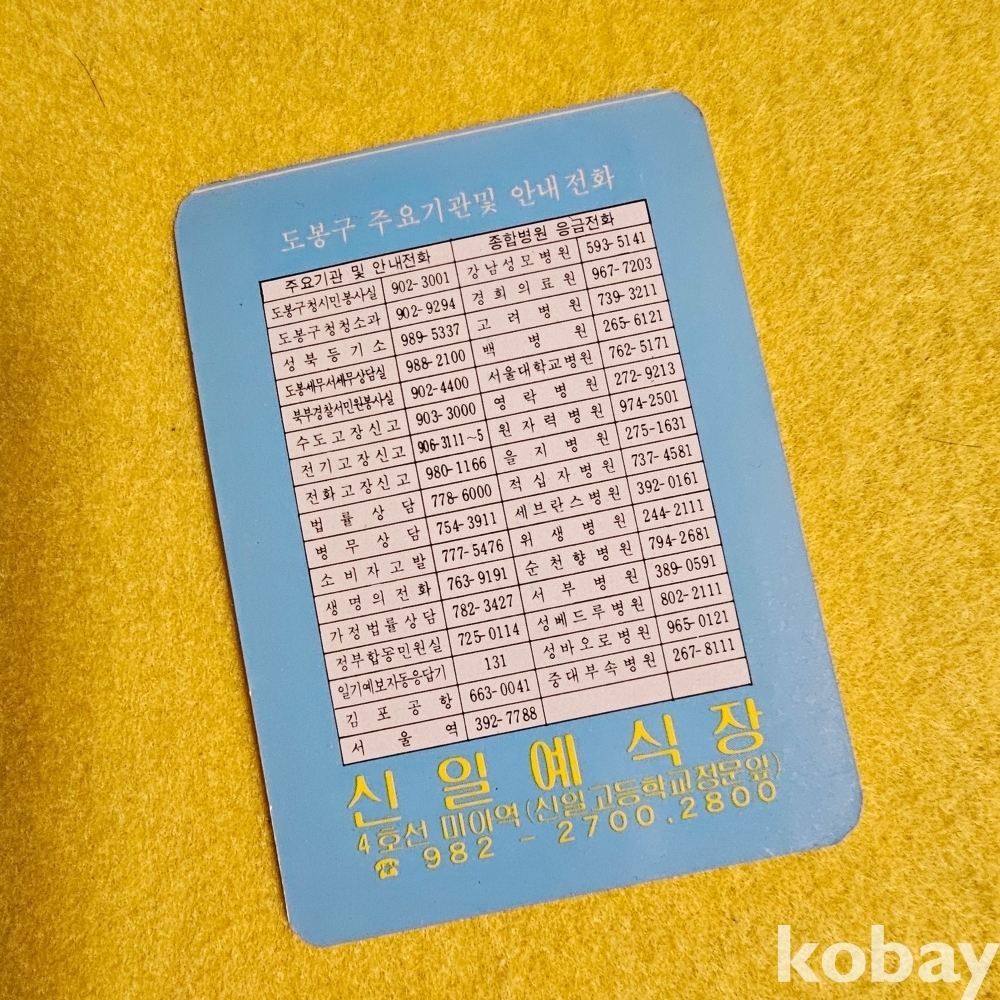 도봉구 주요기관및 안내전화
주요기관 및 안내전화 종합병원 응급전화
도봉구청시민봉사실 902-3001 강남성모병원 593-5141
도봉구청청소과 902-9294 경희의료원 967-7203
성북등기소 989-5337 고려병원 739-3211
도봉세무서세무상담실 988-2100 백병원 265-6121
북부경찰서민원봉사실 902-4400 서울대학교병원 762-5171
수도고장신고 903-3000 영락병원 272-9213
전기고장신고 906-3111~5 원자력병원 974-2501
전화고장신고 980-1166 을지병원 275-1631
법률상담 778-6000 적십자병원 737-4581
병무상담 754-3911 세브란스병원 392-0161
소비자고발 777-5476 위생병원 244-2111
생명의전화 763-9191 순천향병원 794-2681
가정법률상담 782-3427 서부병원 389-0591
정부합동민원실 725-0114 성베드루병원 802-2111
일기예보자동응답기 131 성바오로병원 965-0121
김포공항 663-0041 중대부속병원 267-8111
서울역 392-7788
신일예식장
4호선 미아역(신일고등학교정문앞)
☎ 982-2700.2800
kobay